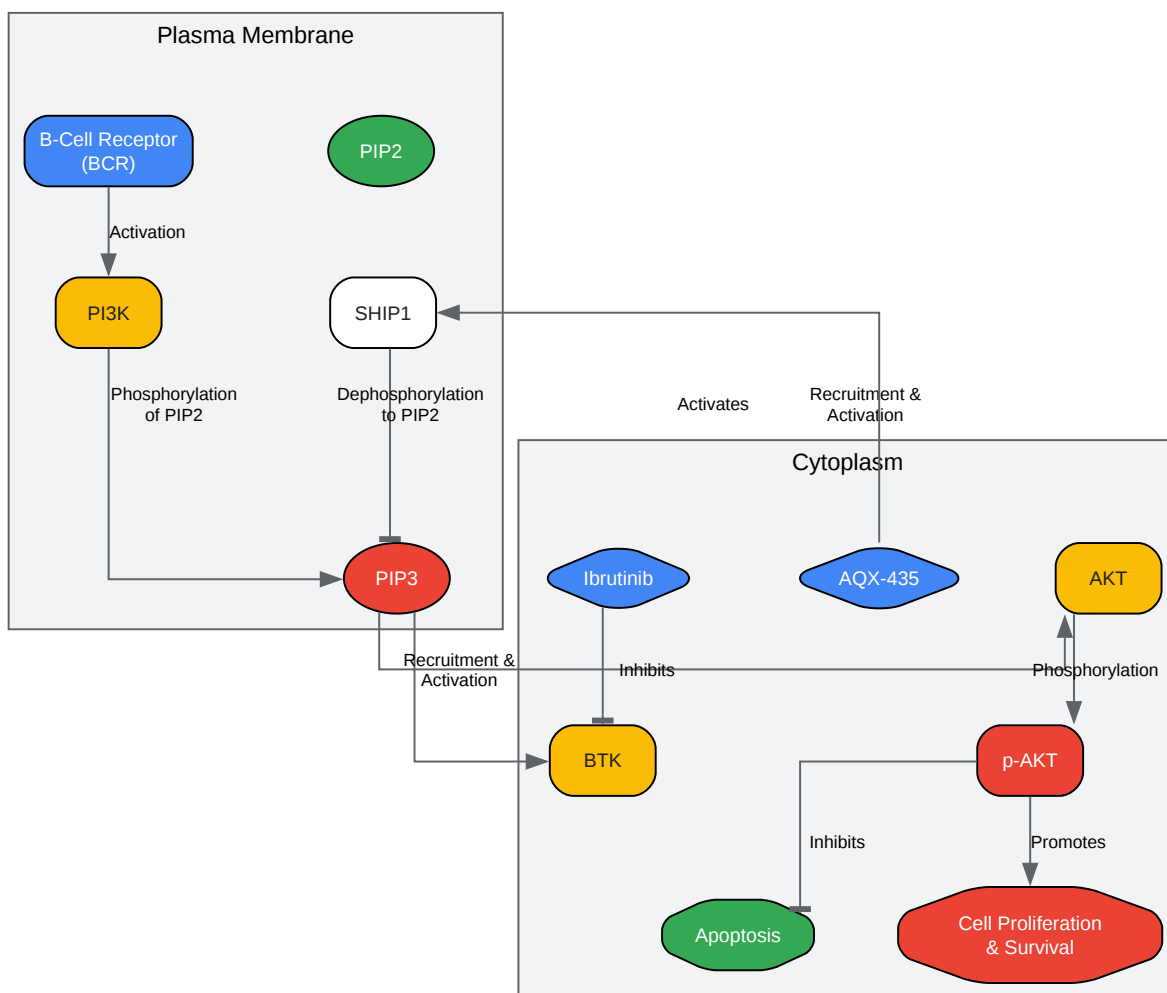 Plasma Membrane
B-Cell Receptor
(BCR)
PIP2
Activation
PI3K
SHIP1
Phosphorylation
of PIP2
Dephosphorylation
to PIP2
Activates
Recruitment &
Activation
Cytoplasm
PIP3
Ibrutinib
AQX-435
AKT
Recruitment &
Activation
Inhibits
Phosphorylation
BTK
p-AKT
Inhibits
Promotes
Apoptosis
Cell Proliferation
& Survival